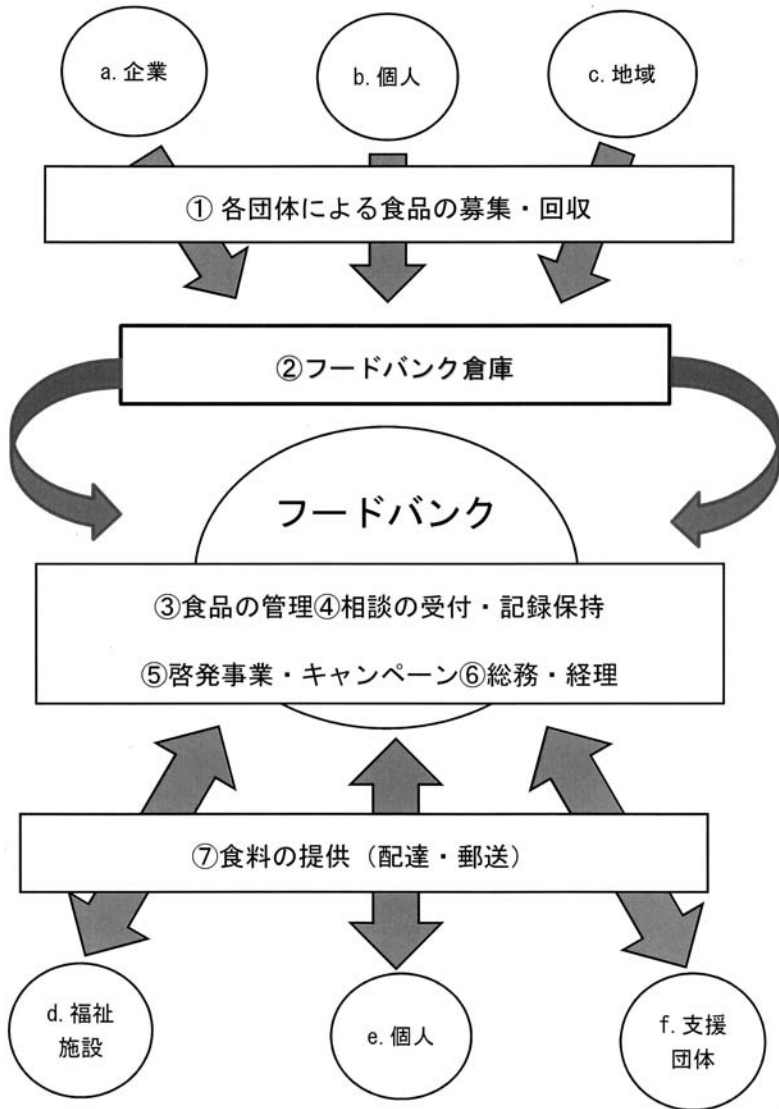 a. 企業
b. 個人
c. 地域
① 各団体による食品の募集・回収
②フードバンク倉庫
フードバンク
③食品の管理④相談の受付・記録保持
⑤啓発事業・キャンペーン⑥総務・経理
⑦食料の提供（配達・郵送）
d. 福祉
施設
e. 個人
f. 支援
団体